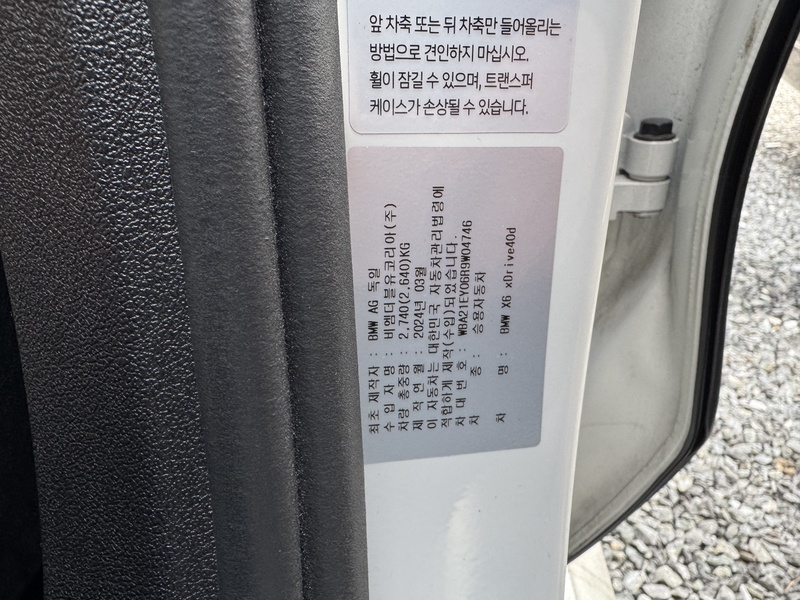 앞 차축 또는 뒤 차축만 들어올리는
방법으로 견인하지 마십시오.
휠이 잠길 수 있으며, 트랜스퍼
케이스가 손상될 수 있습니다.
최초 제작자 : BMW AG 독일
수 입 자 명 : 비엠더블유코리아(주)
차량 총중량 : 2,740(2,640)KG
제 작 연 월 : 2024년 03월
이 자동차는 대한민국 자동차관리법령에
적합하게 제작(수입)되었습니다.
차 대 번 호 : WBA21EY06R9W04746
차 종 : 승용자동차
차 명 : BMW X6 xDrive40d